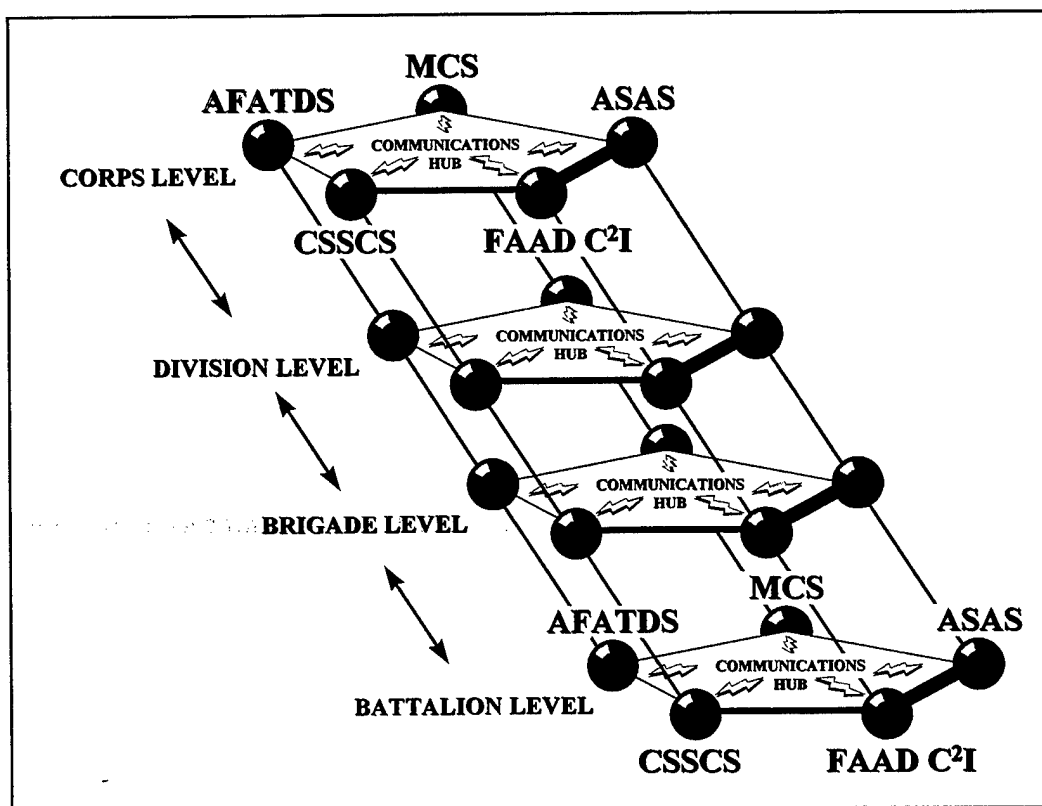 MCS
AFATDS
ASAS
COMMUNICATIONS
HUB
CORPS LEVEL
CSSCS
FAAD C²I
COMMUNICATIONS
HUB
DIVISION LEVEL
COMMUNICATIONS
HUB
BRIGADE LEVEL
MCS
AFATDS
ASAS
COMMUNICATIONS
HUB
BATTALION LEVEL
CSSCS
FAAD C²I